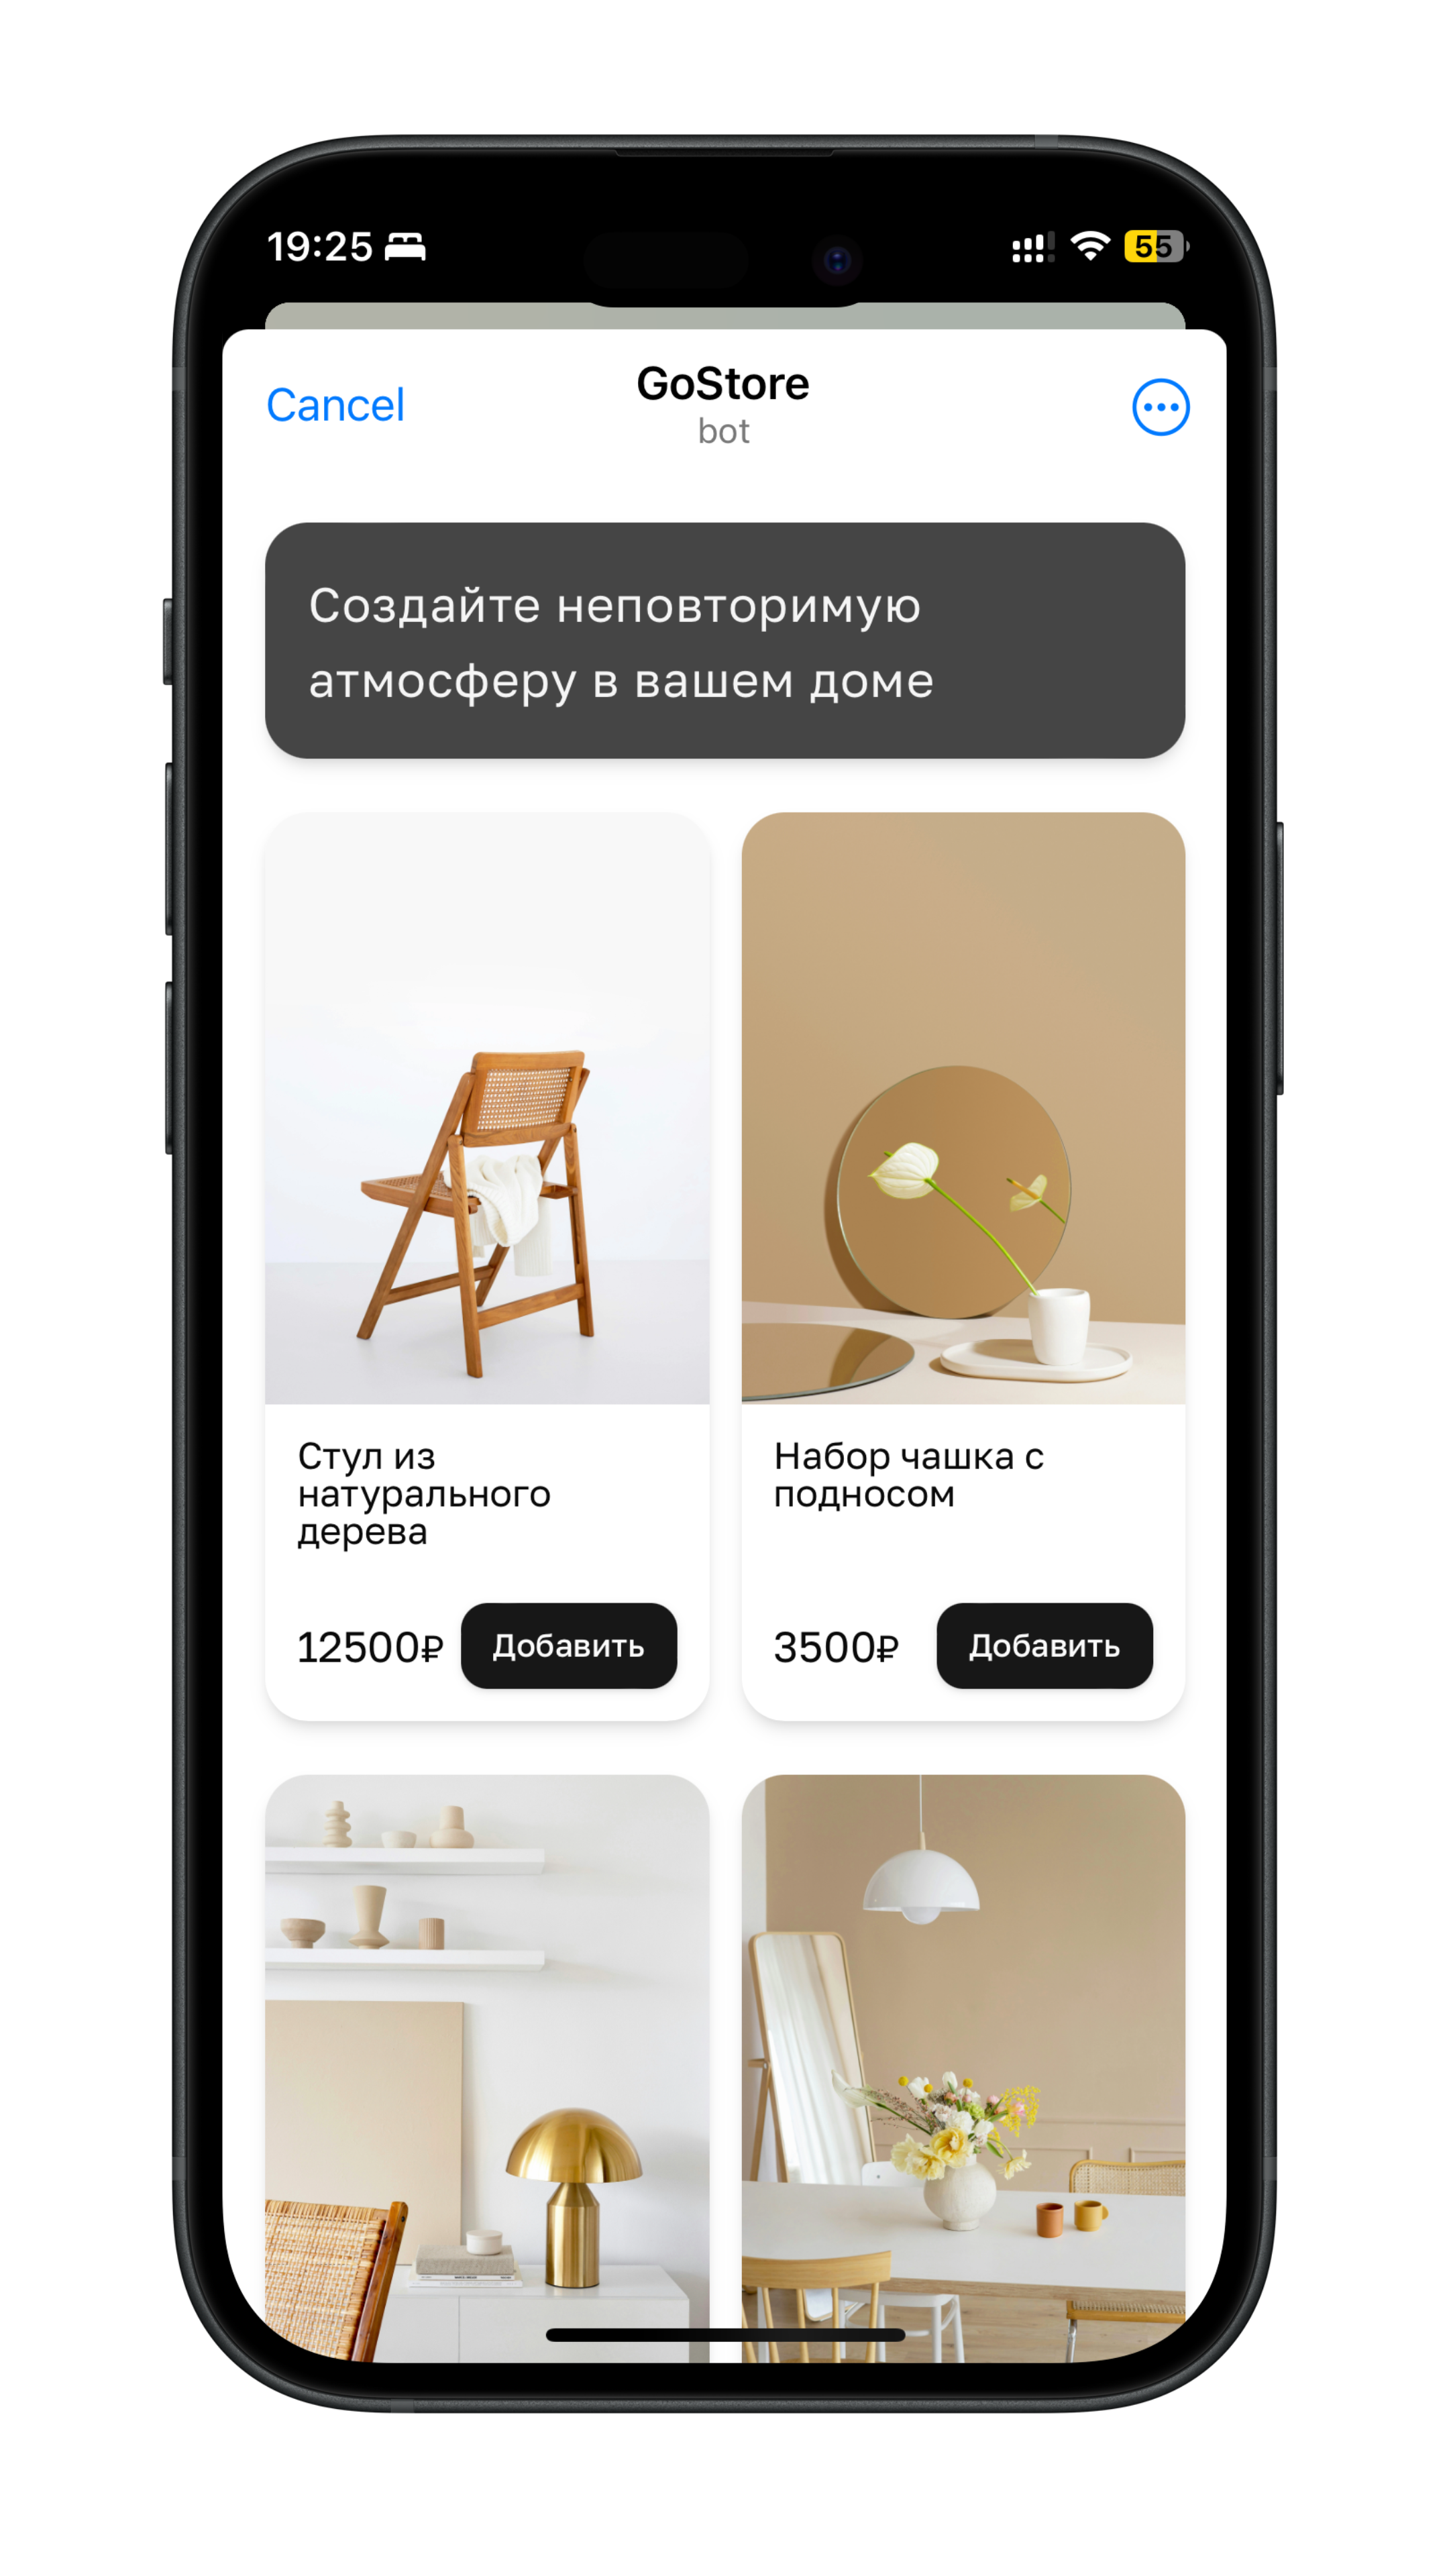 19:25
55
Cancel
GoStore
bot
Создайте неповторимую
атмосферу в вашем доме
Стул из
натурального
дерева
12500₽
Добавить
Набор чашка с
подносом
3500₽
Добавить